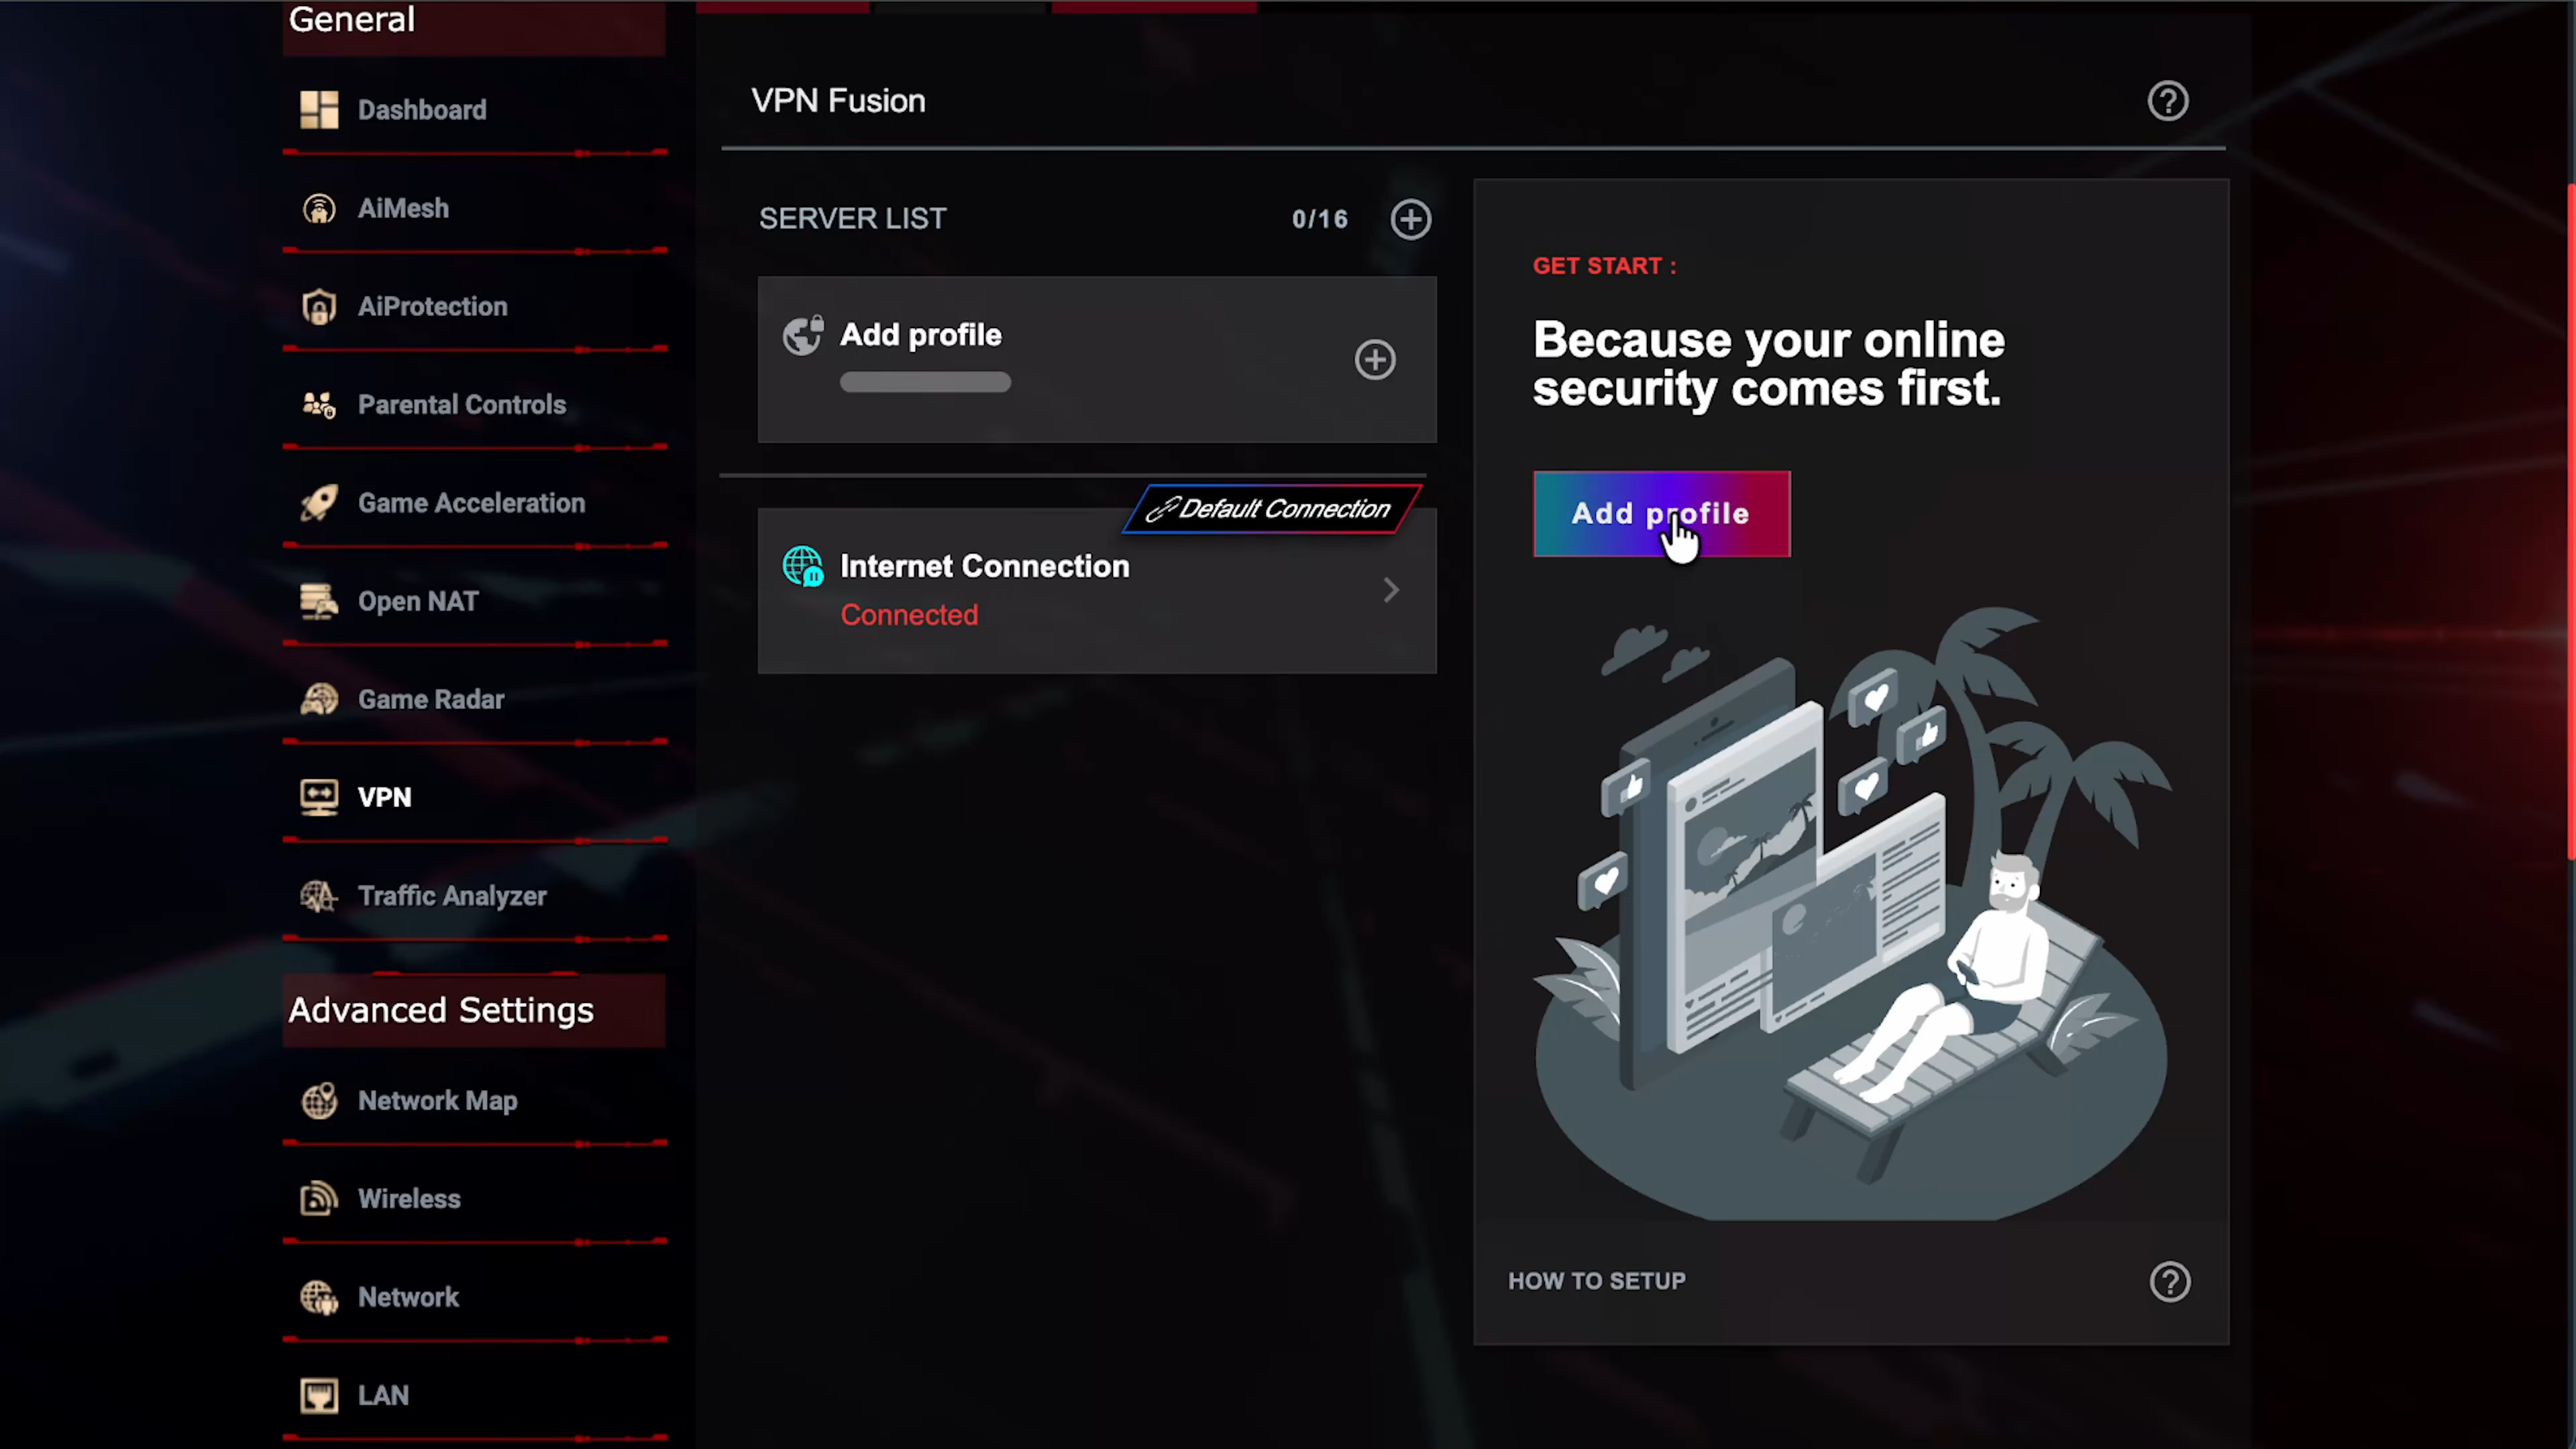 General
Dashboard
AiMesh
AiProtection
Parental Controls
Game Acceleration
Open NAT
Game Radar
VPN
Traffic Analyzer
Advanced Settings
Network Map
Wireless
Network
LAN
VPN Fusion
SERVER LIST 0/16
Add profile
Default Connection
Internet Connection
Connected
GET START :
Because your online
security comes first.
Add profile
HOW TO SETUP